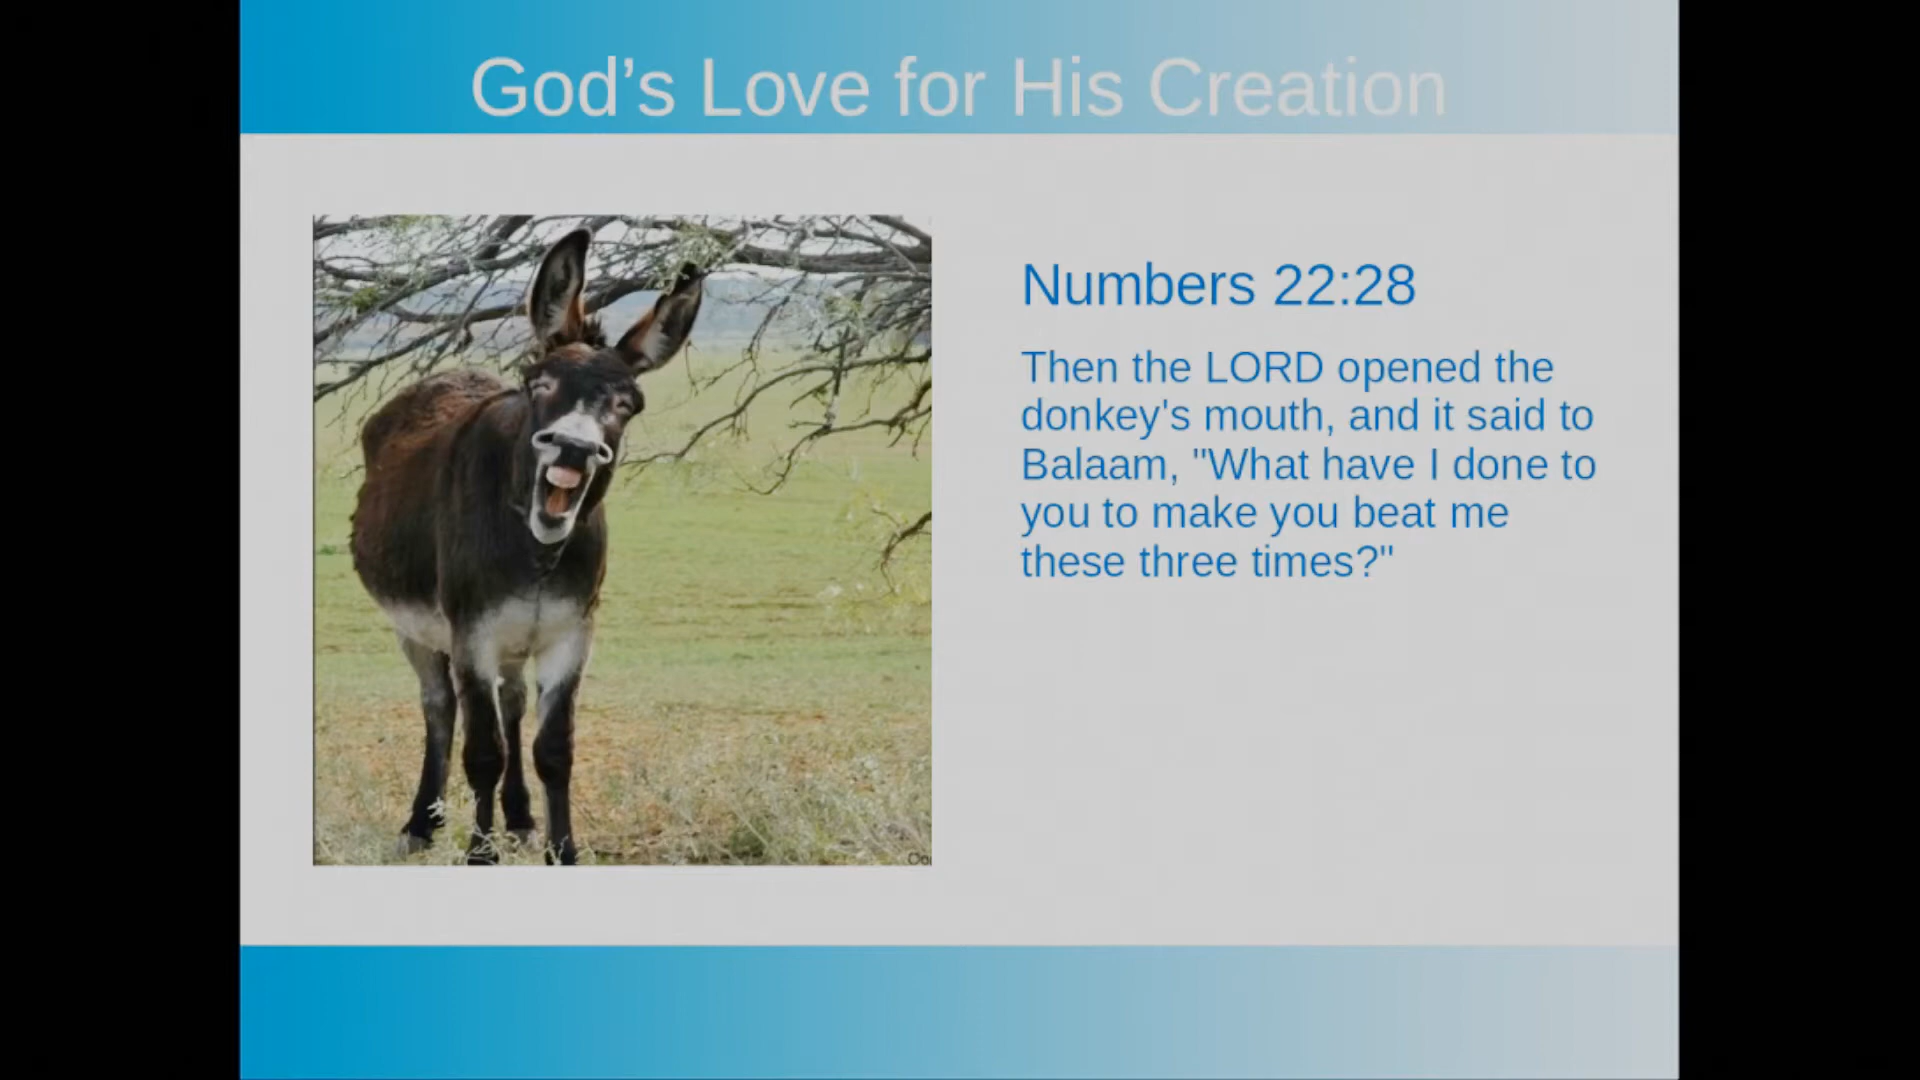 God’s Love for His Creation
Numbers 22:28
Then the LORD opened the
donkey's mouth, and it said to
Balaam, "What have I done to
you to make you beat me
these three times?"